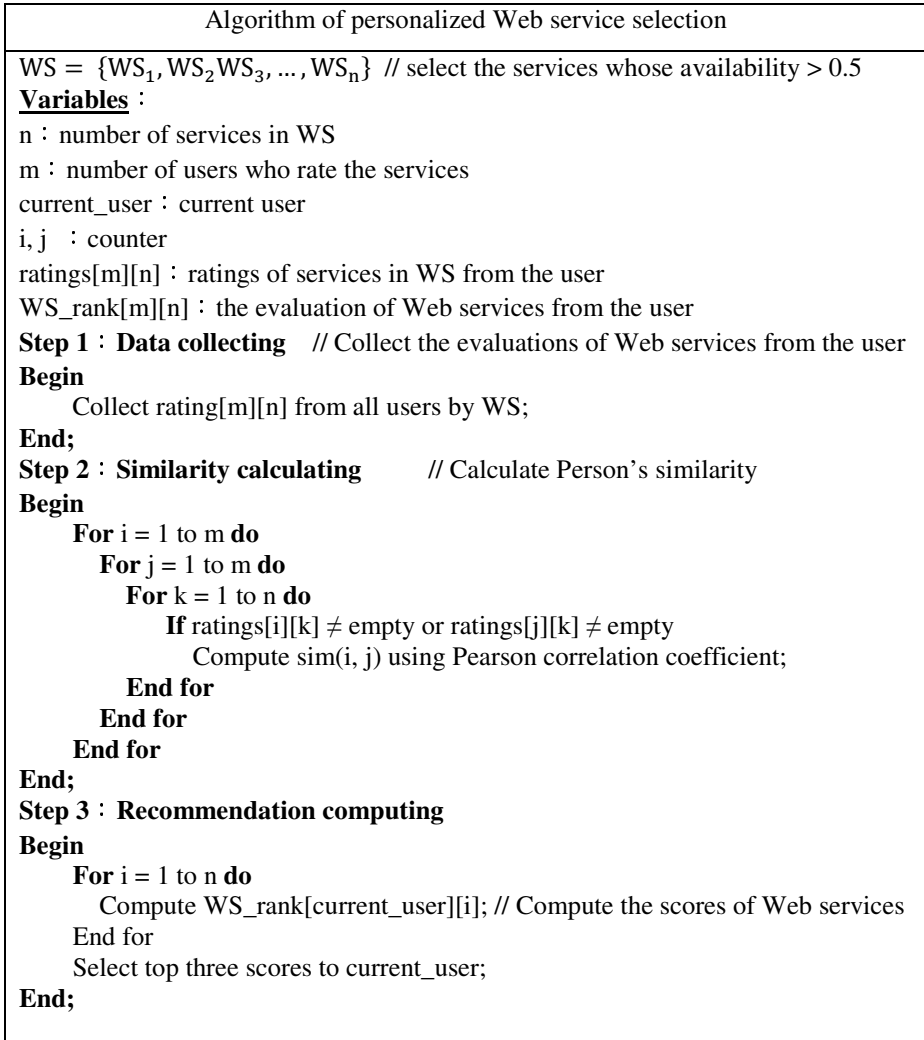 Algorithm of personalized Web service selection
WS = {WS₁, WS₂WS₃, … , WSₙ} // select the services whose availability > 0.5
Variables：
n：number of services in WS
m：number of users who rate the services
current_user：current user
i, j ：counter
ratings[m][n]：ratings of services in WS from the user
WS_rank[m][n]：the evaluation of Web services from the user
Step 1：Data collecting // Collect the evaluations of Web services from the user
Begin
Collect rating[m][n] from all users by WS;
End;
Step 2：Similarity calculating // Calculate Person’s similarity
Begin
For i = 1 to m do
For j = 1 to m do
For k = 1 to n do
If ratings[i][k] ≠ empty or ratings[j][k] ≠ empty
Compute sim(i, j) using Pearson correlation coefficient;
End for
End for
End for
End;
Step 3：Recommendation computing
Begin
For i = 1 to n do
Compute WS_rank[current_user][i]; // Compute the scores of Web services
End for
Select top three scores to current_user;
End;